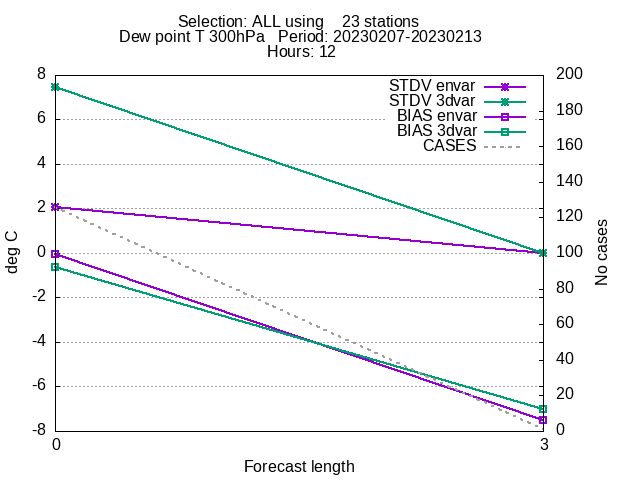 Selection: ALL using    23 stations
Dew point T 300hPa   Period: 20230207-20230213
Hours: 12
STDV envar
STDV 3dvar
BIAS envar
BIAS 3dvar
CASES
8
6
4
2
0
-2
-4
-6
-8
200
180
160
140
120
100
80
60
40
20
0
deg C
No cases
0
3
Forecast length